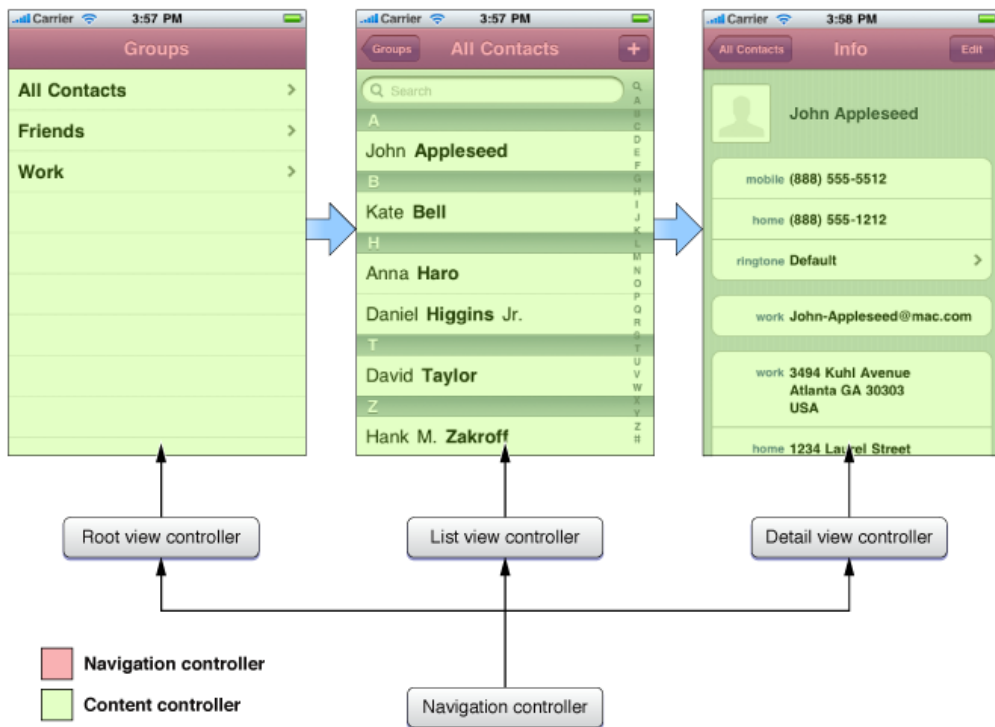 Carrier 3:57 PM
Groups
All Contacts
Friends
Work
Carrier 3:57 PM
Groups All Contacts +
Search
A
John Appleseed
B
Kate Bell
H
Anna Haro
Daniel Higgins Jr.
T
David Taylor
Z
Hank M. Zakroff
A
B
C
D
E
F
G
H
I
J
K
L
M
N
O
P
Q
R
S
T
U
V
W
X
Y
Z
#
Carrier 3:58 PM
All Contacts Info Edit
John Appleseed
mobile (888) 555-5512
home (888) 555-1212
ringtone Default
work John-Appleseed@mac.com
work 3494 Kuhl Avenue
Atlanta GA 30303
USA
home 1234 Laurel Street
Root view controller
List view controller
Detail view controller
Navigation controller
Content controller
Navigation controller